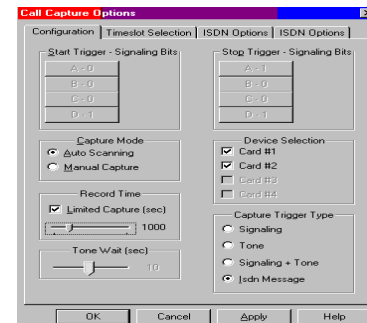 Call Capture Options
Configuration Timeslot Selection ISDN Options ISDN Options
Start Trigger - Signaling Bits
A - 0
B - 0
C - 0
D - 1
Stop Trigger - Signaling Bits
A - 1
B - 0
C - 0
D - 1
Capture Mode
Auto Scanning
Manual Capture
Device Selection
Card #1
Card #2
Card #3
Card #4
Record Time
Limited Capture (sec)
1000
Tone Wait (sec)
10
Capture Trigger Type
Signaling
Tone
Signaling + Tone
Isdn Message
OK Cancel Apply Help